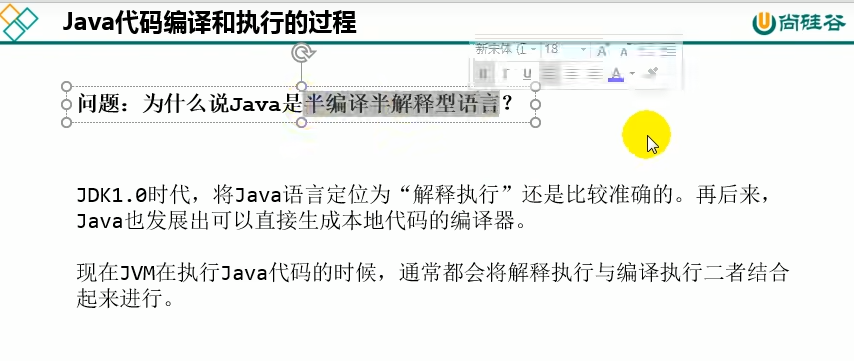 Java代码编译和执行的过程
尚硅谷
新宋体 (正
18
问题：为什么说Java是半编译半解释型语言？
JDK1.0时代，将Java语言定位为“解释执行”还是比较准确的。再后来，
Java也发展出可以直接生成本地代码的编译器。
现在JVM在执行Java代码的时候，通常都会将解释执行与编译执行二者结合
起来进行。